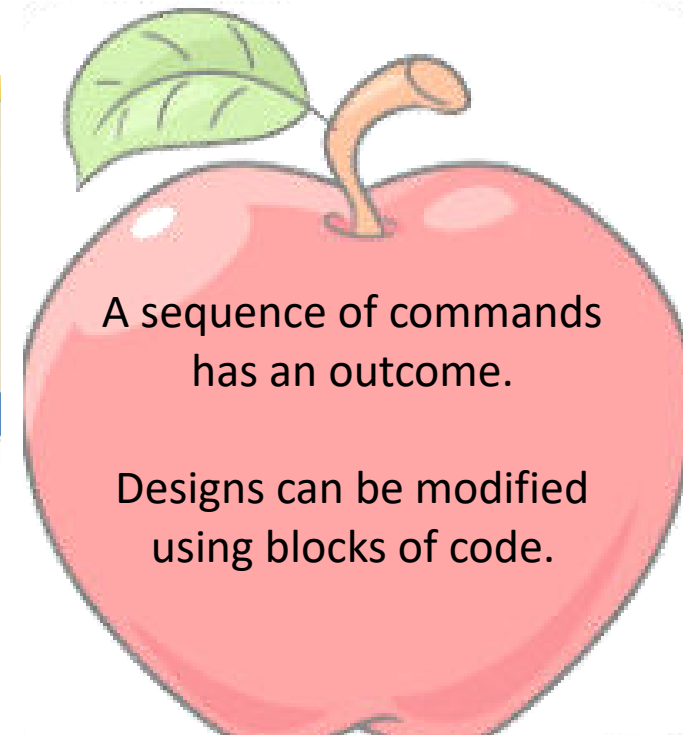 A sequence of commands
has an outcome.
Designs can be modified
using blocks of code.